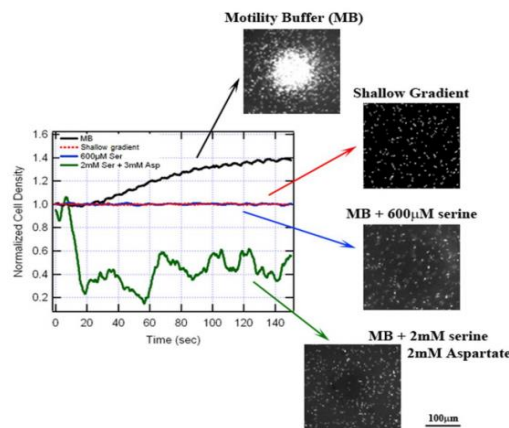 Motility Buffer (MB)
Shallow Gradient
MB + 600μM serine
MB + 2mM serine
2mM Aspartate
100μm
Normalized Cell Density
1.6
1.4
1.2
1.0
0.8
0.6
0.4
0.2
MB
Shallow gradient
600μM Ser
2mM Ser + 3mM Asp
0 20 40 60 80 100 120 140
Time (sec)